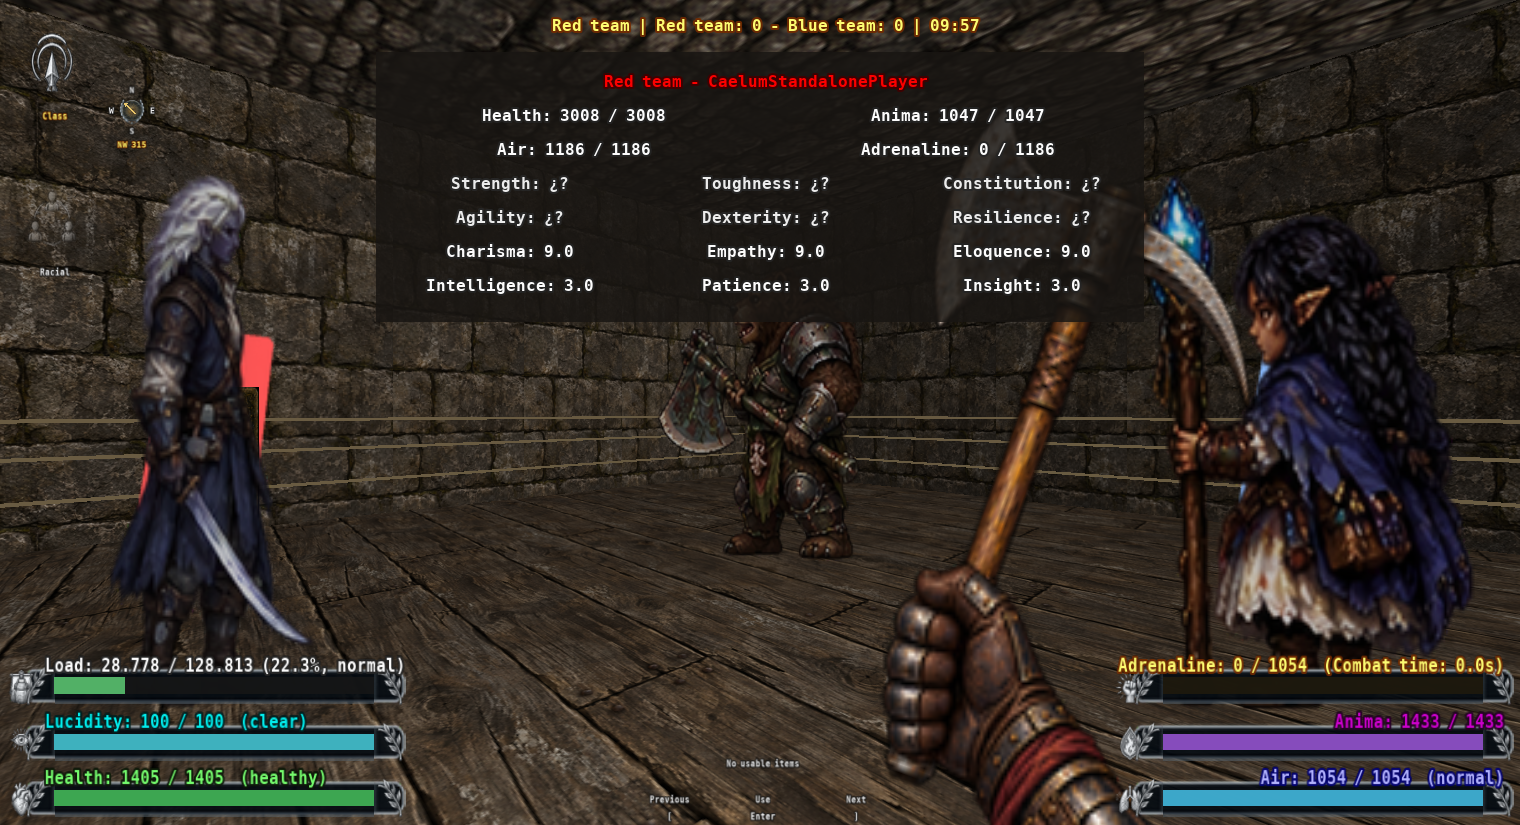 Red team | Red team: 0 - Blue team: 0 | 09:57
Red team - CaelumStandalonePlayer
Health: 3008 / 3008 Anima: 1047 / 1047
Air: 1186 / 1186 Adrenaline: 0 / 1186
Strength: ¿? Toughness: ¿? Constitution: ¿?
Agility: ¿? Dexterity: ¿? Resilience: ¿?
Charisma: 9.0 Empathy: 9.0 Eloquence: 9.0
Intelligence: 3.0 Patience: 3.0 Insight: 3.0
Class
N
W E
S
NW 315
Racial
Load: 28.778 / 128.813 (22.3%, normal)
Lucidity: 100 / 100 (clear)
Health: 1405 / 1405 (healthy)
No usable items
Previous Use Next
[ Enter ]
Adrenaline: 0 / 1054 (Combat time: 0.0s)
Anima: 1433 / 1433
Air: 1054 / 1054 (normal)